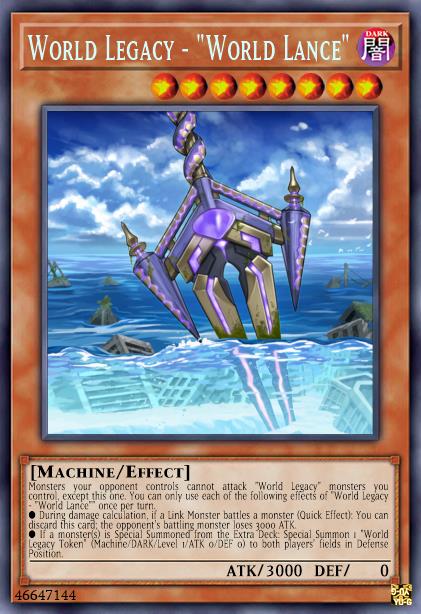 World Legacy - "World Lance"
DARK
闇
[Machine/Effect]
Monsters your opponent controls cannot attack "World Legacy" monsters you
control, except this one. You can only use each of the following effects of "World Legacy
- "World Lance"" once per turn.
● During damage calculation, if a Link Monster battles a monster (Quick Effect): You can
discard this card; the opponent's battling monster loses 3000 ATK.
● If a monster(s) is Special Summoned from the Extra Deck: Special Summon 1 "World
Legacy Token" (Machine/DARK/Level 1/ATK 0/DEF 0) to both players' fields in Defense
Position.
ATK/3000 DEF/ 0
46647144